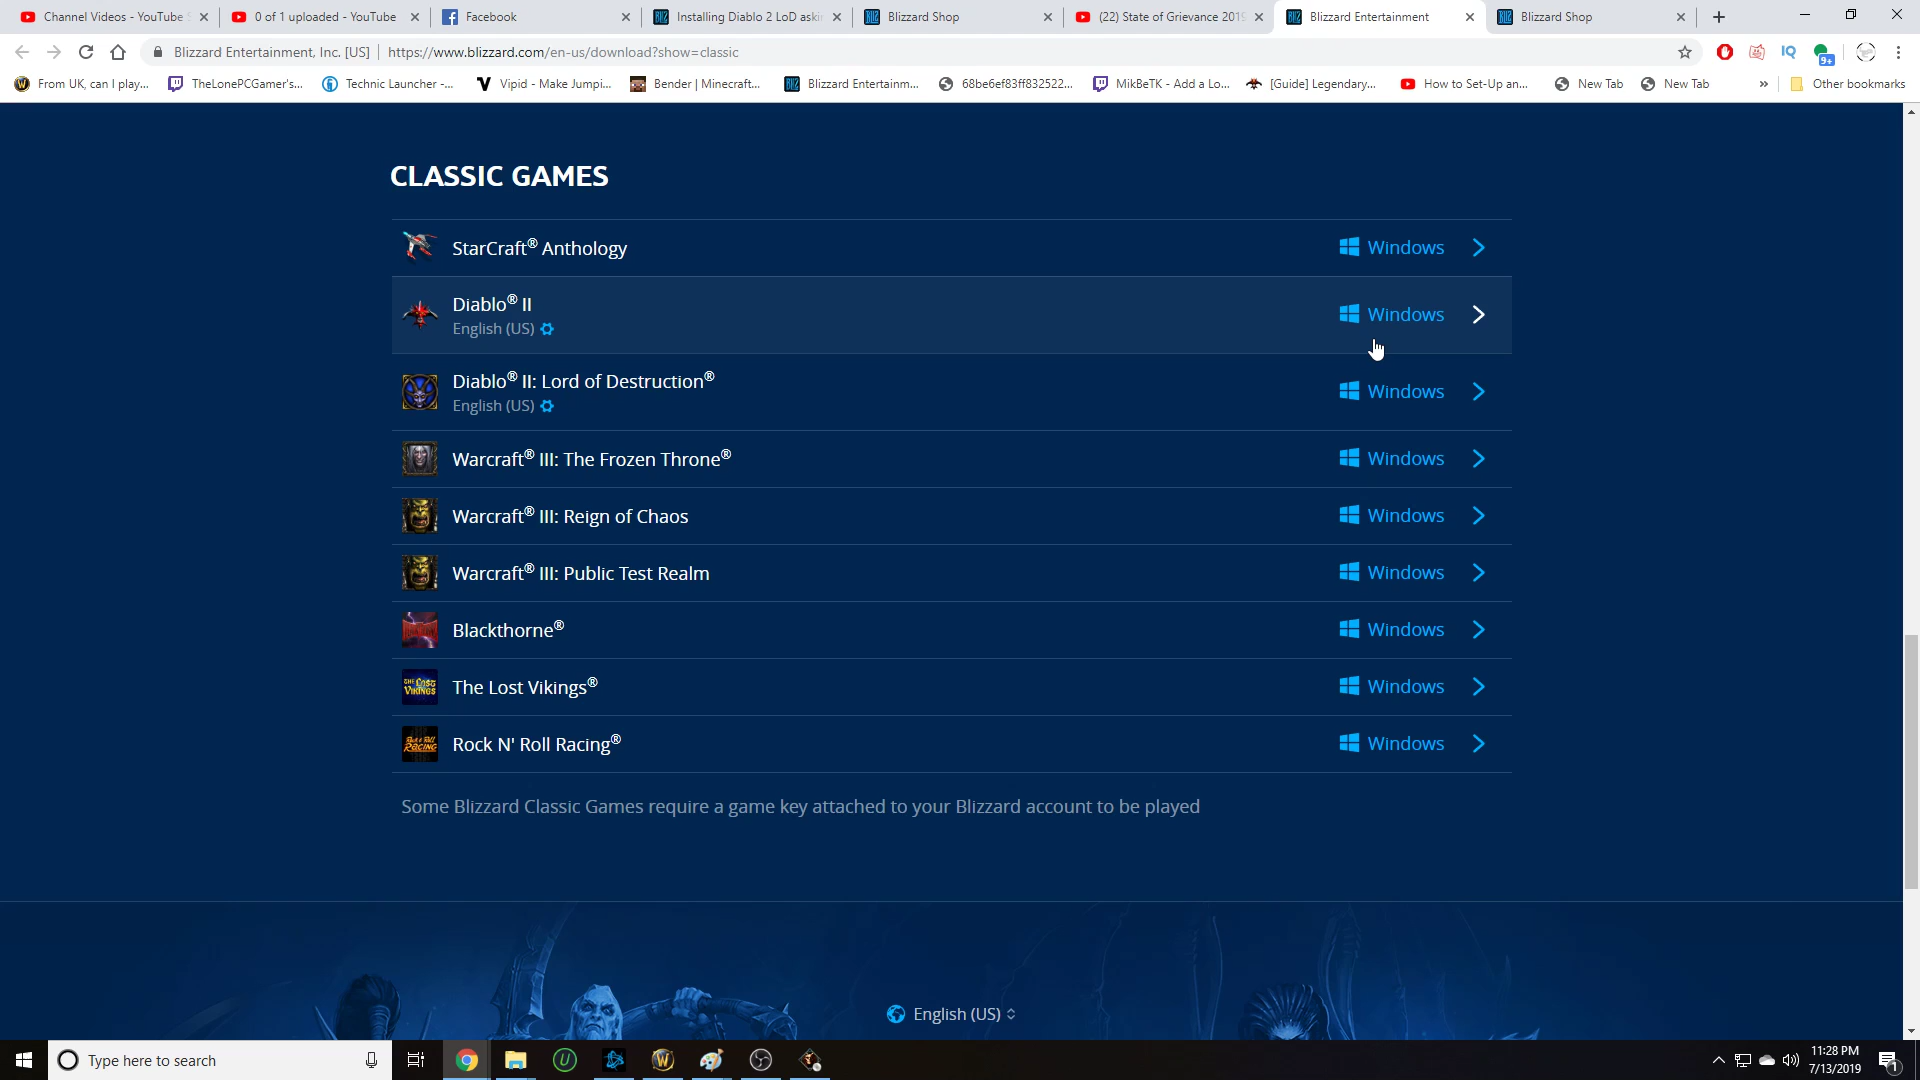 Channel Videos - YouTube S
0 of 1 uploaded - YouTube
Facebook
Installing Diablo 2 LoD aski
Blizzard Shop
(22) State of Grievance 2019
Blizzard Entertainment
Blizzard Shop
Blizzard Entertainment, Inc. [US] | https://www.blizzard.com/en-us/download?show=classic
9+
From UK, can I play...
TheLonePCGamer's...
Technic Launcher -...
Vipid - Make Jumpi...
Bender | Minecraft...
Blizzard Entertainm...
68be6ef83ff832522...
MikBeTK - Add a Lo...
[Guide] Legendary...
How to Set-Up an...
New Tab
New Tab
»
Other bookmarks
CLASSIC GAMES
StarCraft® Anthology
Windows
Diablo® II
English (US)
Windows
Diablo® II: Lord of Destruction®
English (US)
Windows
Warcraft® III: The Frozen Throne®
Windows
Warcraft® III: Reign of Chaos
Windows
Warcraft® III: Public Test Realm
Windows
Blackthorne®
Windows
The Lost Vikings®
Windows
Rock N' Roll Racing®
Windows
Some Blizzard Classic Games require a game key attached to your Blizzard account to be played
English (US)
Type here to search
11:28 PM
7/13/2019
1